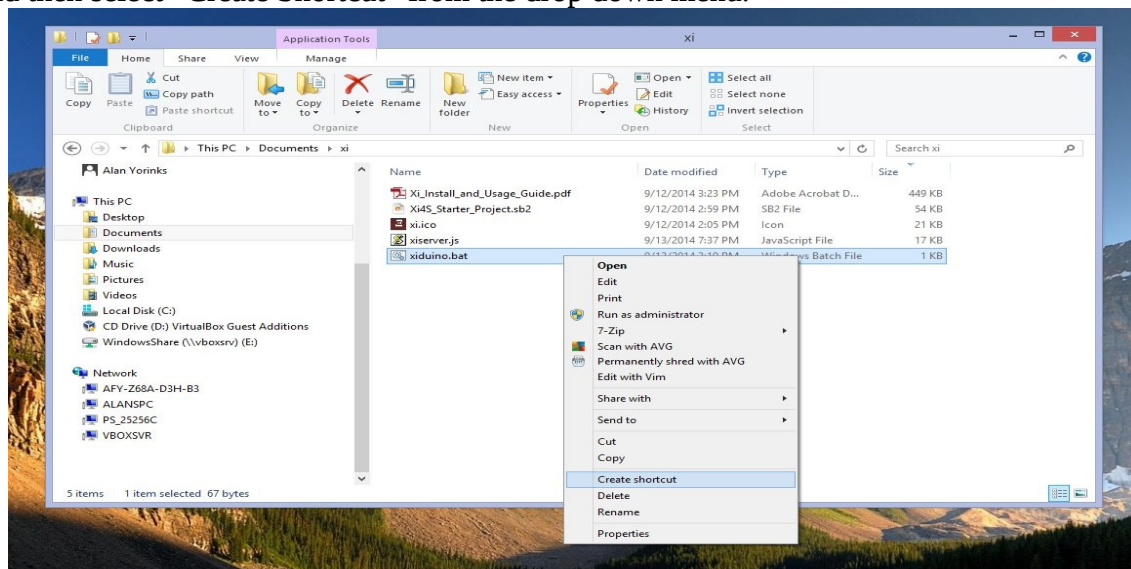 d then select "Create Shortcut" from the drop down menu.
Application Tools
xi
File Home Share View Manage
Copy
Paste
Cut
Copy path
Paste shortcut
Clipboard
Move to
Copy to
Delete
Rename
Organize
New folder
New item
Easy access
New
Properties
Open
Edit
History
Open
Select all
Select none
Invert selection
Select
This PC Documents xi
Search xi
Alan Yorinks
This PC
Desktop
Documents
Downloads
Music
Pictures
Videos
Local Disk (C:)
CD Drive (D:) VirtualBox Guest Additions
WindowsShare (\\vboxsrv) (E:)
Network
AFY-Z68A-D3H-B3
ALANSPC
PS_25256C
VBOXSVR
Name Date modified Type Size
Xi_Install_and_Usage_Guide.pdf 9/12/2014 3:23 PM Adobe Acrobat D... 449 KB
Xi4S_Starter_Project.sb2 9/12/2014 2:59 PM SB2 File 54 KB
xi.ico 9/12/2014 2:05 PM Icon 21 KB
xiserver.js 9/13/2014 7:37 PM JavaScript File 17 KB
xiduino.bat Windows Batch File 1 KB
Open
Edit
Print
Run as administrator
7-Zip
Scan with AVG
Permanently shred with AVG
Edit with Vim
Share with
Send to
Cut
Copy
Create shortcut
Delete
Rename
Properties
5 items 1 item selected 67 bytes